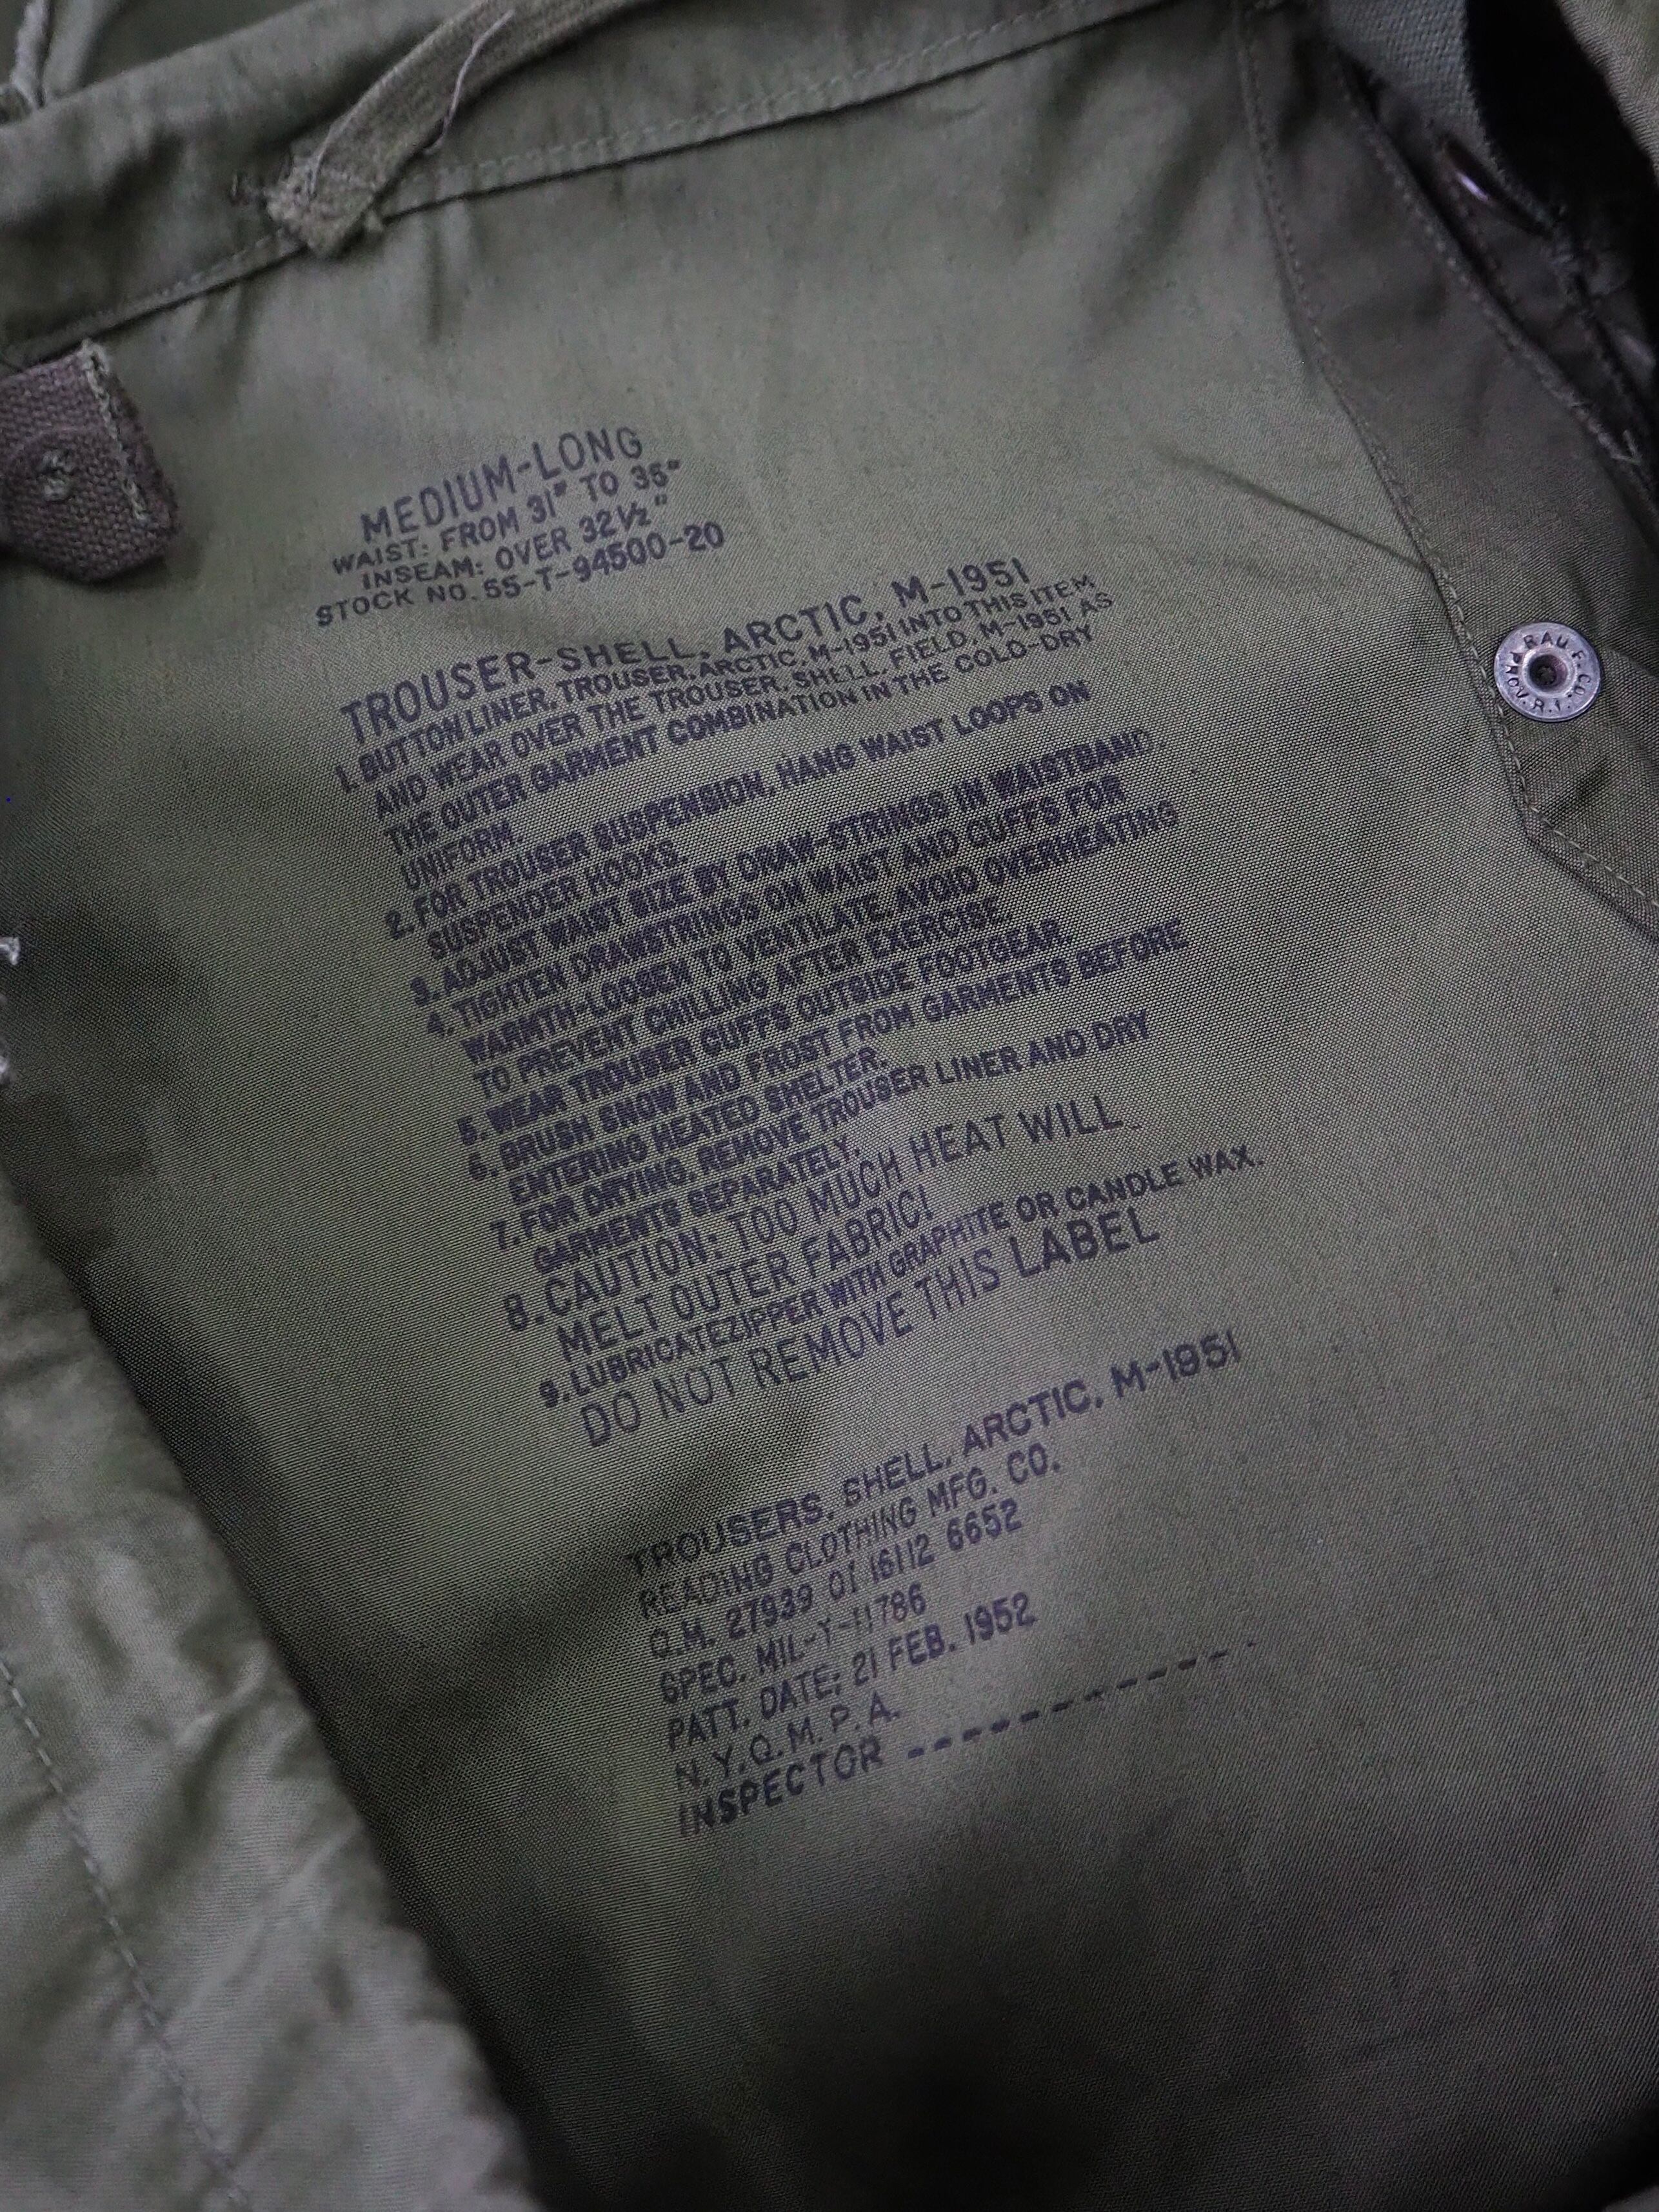 MEDIUM-LONG
WAIST: FROM 31" TO 35"
INSEAM: OVER 32½"
STOCK NO. 55-T-94500-20
TROUSER-SHELL, ARCTIC, M-1951
1. BUTTON LINER, TROUSER, ARCTIC, M-1951 INTO THIS ITEM
AND WEAR OVER THE TROUSER, SHELL, FIELD, M-1951 AS
THE OUTER GARMENT COMBINATION IN THE COLD-DRY
UNIFORM.
2. FOR TROUSER SUSPENSION, HANG WAIST LOOPS ON
SUSPENDER HOOKS.
3. ADJUST WAIST SIZE BY DRAW-STRINGS IN WAISTBAND.
4. TIGHTEN DRAWSTRINGS ON WAIST AND CUFFS FOR
WARMTH-LOOSEN TO VENTILATE. AVOID OVERHEATING
TO PREVENT CHILLING AFTER EXERCISE.
5. WEAR TROUSER CUFFS OUTSIDE FOOTGEAR.
6. BRUSH SNOW AND FROST FROM GARMENTS BEFORE
ENTERING HEATED SHELTER.
7. FOR DRYING, REMOVE TROUSER LINER AND DRY
GARMENTS SEPARATELY.
8. CAUTION: TOO MUCH HEAT WILL
MELT OUTER FABRIC!
9. LUBRICATE ZIPPER WITH GRAPHITE OR CANDLE WAX.
DO NOT REMOVE THIS LABEL
TROUSERS, SHELL, ARCTIC, M-1951
READING CLOTHING MFG. CO.
Q.M. 27939 OI 16112 6652
SPEC. MIL-T-11786
PATT. DATE; 21 FEB. 1952
N.Y.Q.M.P.A.
INSPECTOR ------------
RAU F. CO.
PROV. R.I.